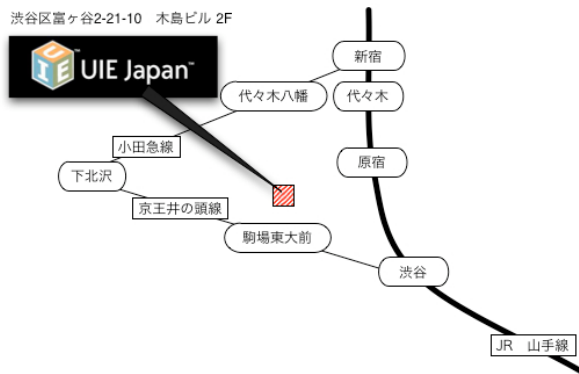 渋谷区富ヶ谷2-21-10　木島ビル 2F
UIE
UIE Japan™
新宿
代々木八幡
代々木
小田急線
原宿
下北沢
京王井の頭線
駒場東大前
渋谷
JR　山手線